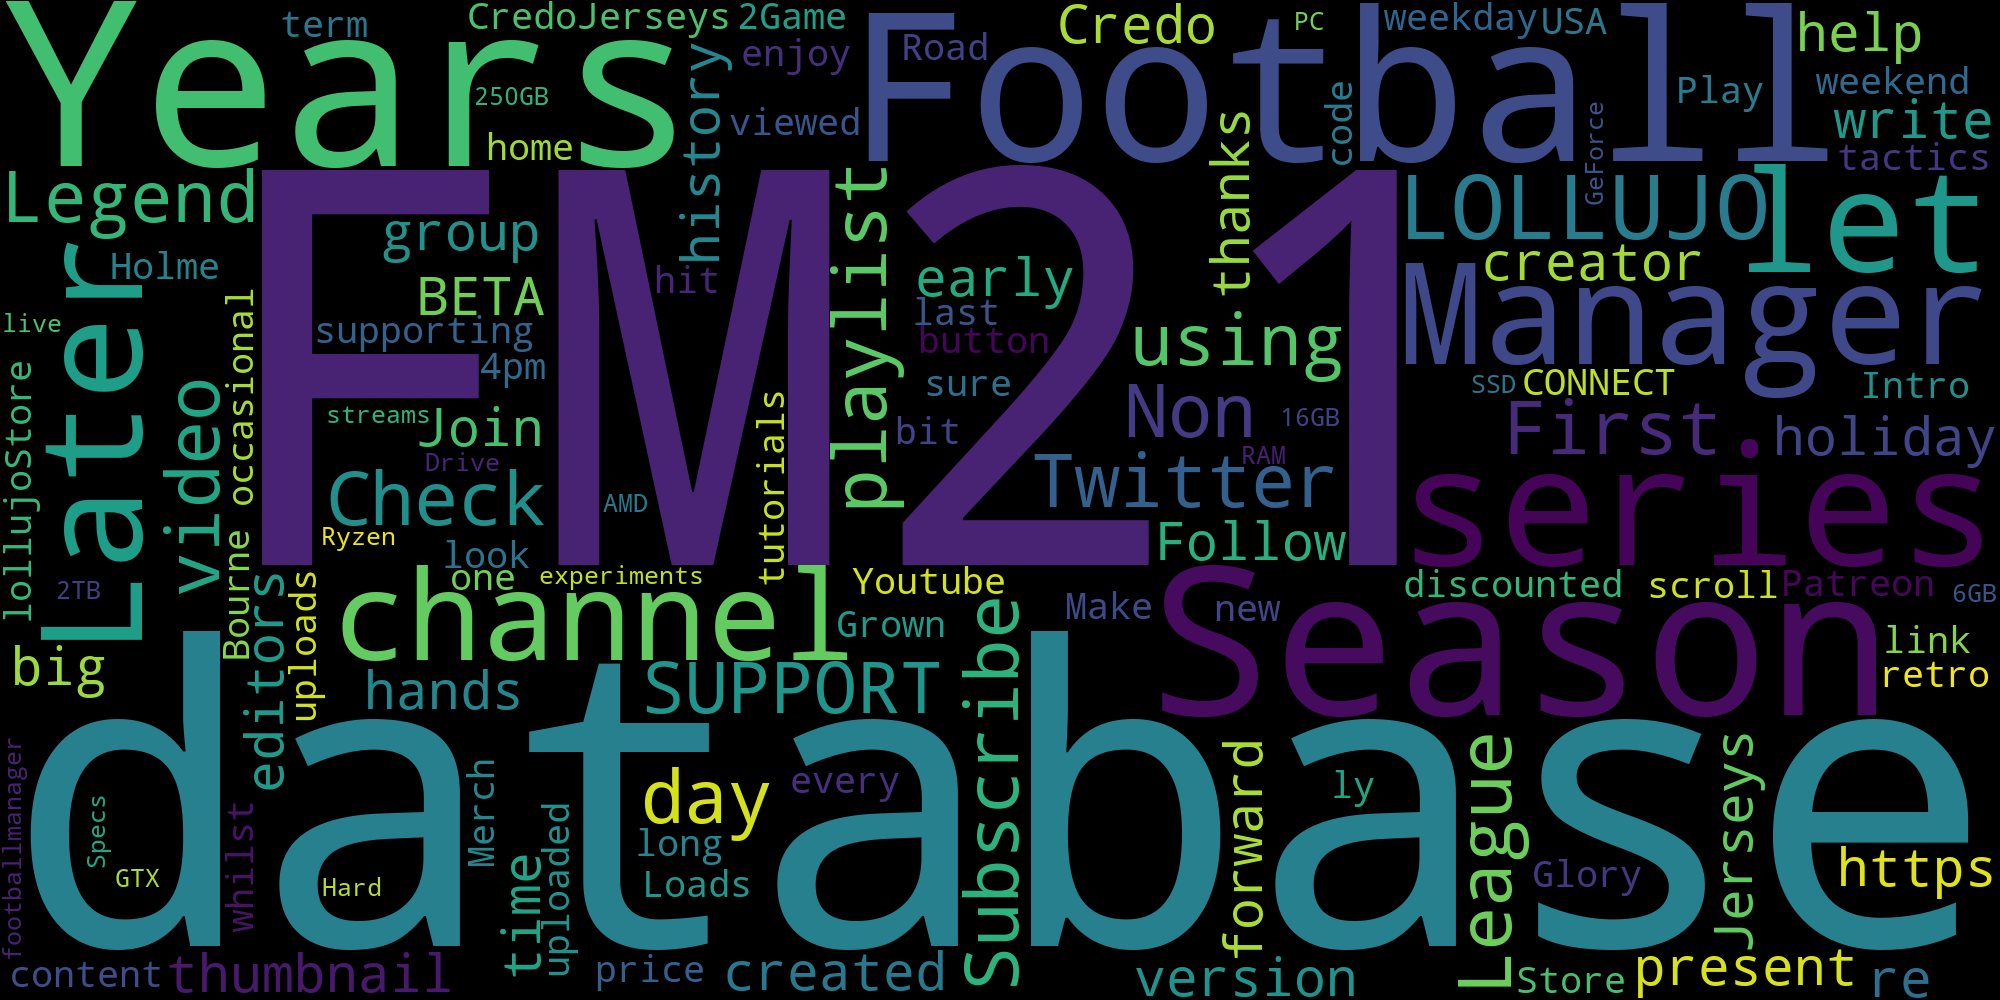 Years
term
CredoJerseys
2Game
enjoy
Football
Road
Credo
PC
weekday
USA
help
250GB
home
history
viewed
thanks
code
GeForce
Play
weekend
write
tactics
Legend
FM21
LOLLUJO
let
Holme
group
BETA
hit
supporting
4pm
playlist
early
last
button
using
sure
bit
Non
16GB
RAM
Twitter
Follow
creator
Manager
SSD
CONNECT
Intro
First.
holiday
series
live
Later
lollujoStore
video
occasional
Bourne
streams
Join
Drive
Check
AMD
Ryzen
look
tutorials
2TB
editors
uploads
one
experiments
channel
Youtube
Grown
Make
new
discounted
scroll
Patreon
6GB
Season
link
retro
big
hands
SUPPORT
Subscribe
database
footballmanager
Specs
GTX
whilst
Hard
Merch
time
uploaded
day
every
long
Loads
forward
ly
League
Glory
Jerseys
https
content
thumbnail
price
created
version
Store
present
re